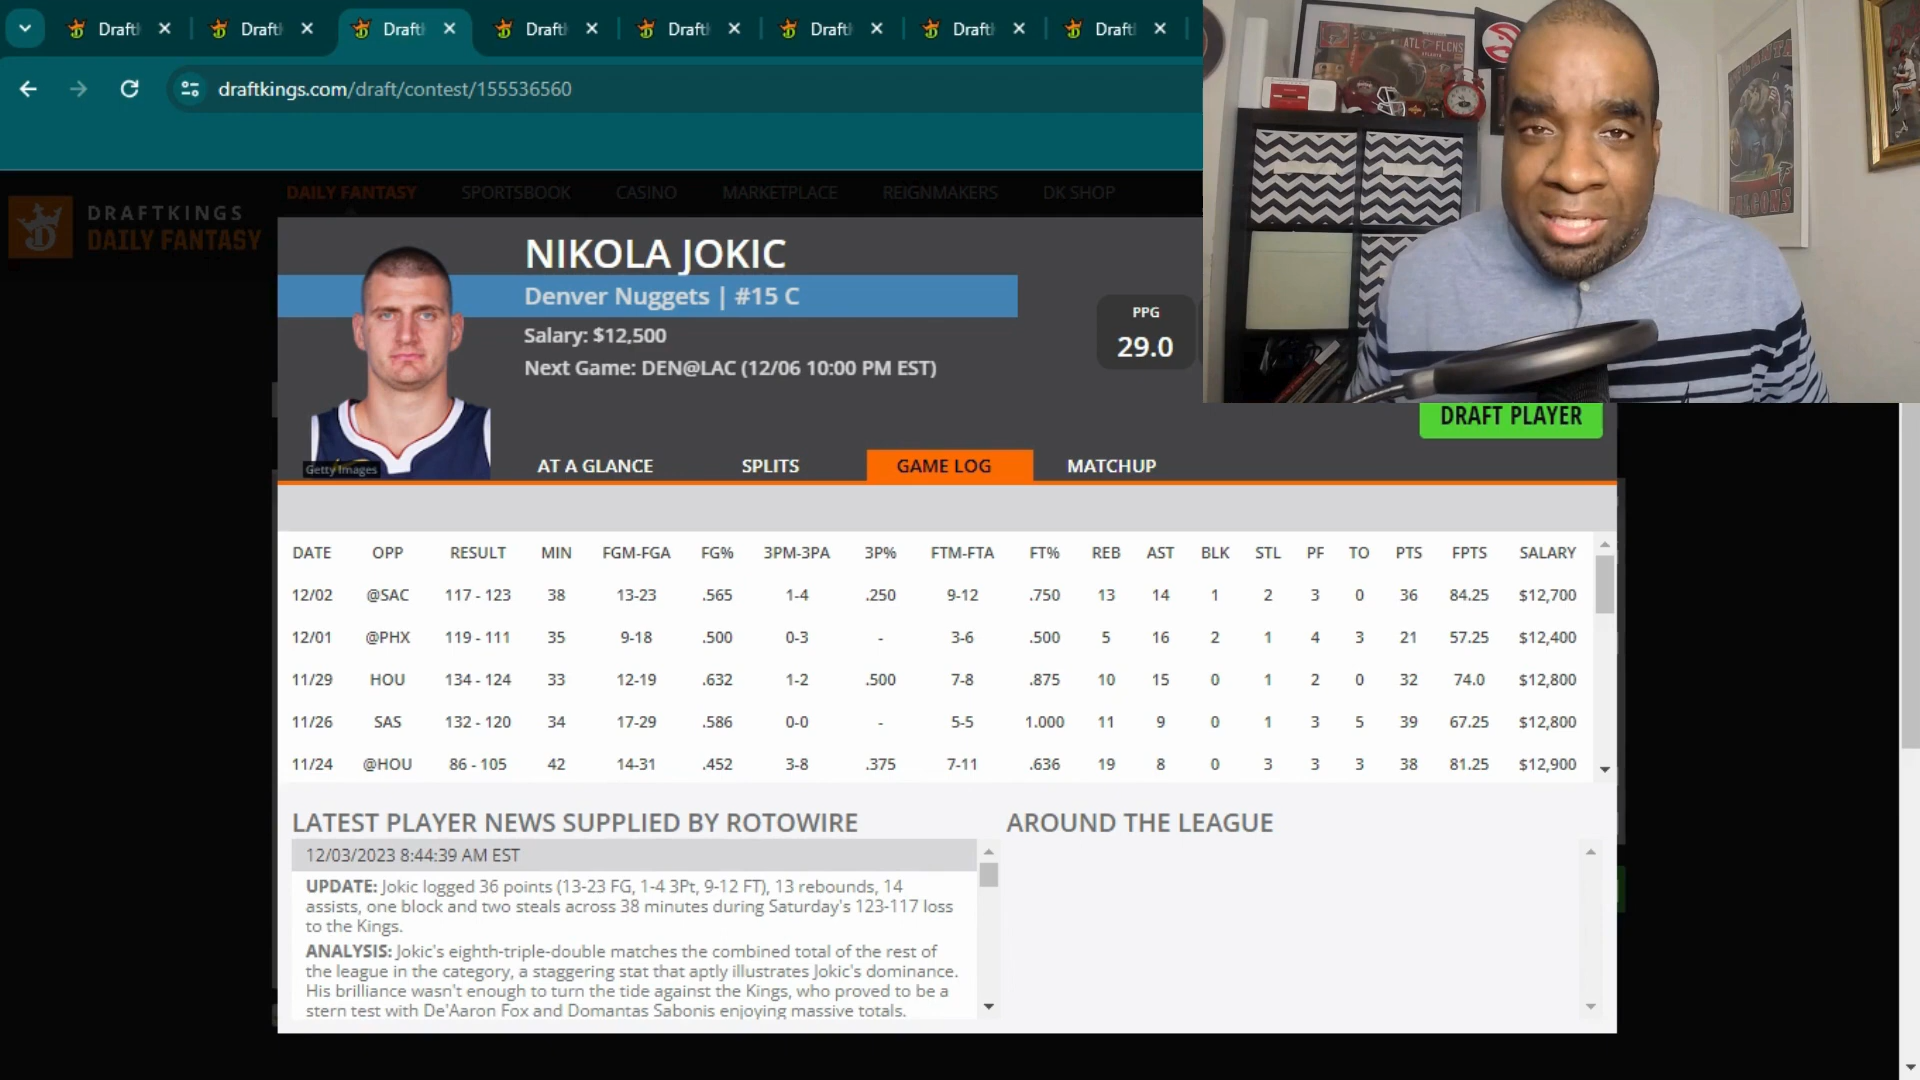 Draft Draft Draft Draft Draft Draft Draft Draft
draftkings.com/draft/contest/155536560
ATLANTA
FALCONS
DAILY FANTASY SPORTSBOOK CASINO MARKETPLACE REIGNMAKERS DK SHOP
DRAFTKINGS
DAILY FANTASY
NIKOLA JOKIC
Denver Nuggets | #15 C
Salary: $12,500
Next Game: DEN@LAC (12/06 10:00 PM EST)
PPG
29.0
DRAFT PLAYER
Getty Images
AT A GLANCE SPLITS GAME LOG MATCHUP
DATE OPP RESULT MIN FGM-FGA FG% 3PM-3PA 3P% FTM-FTA FT% REB AST BLK STL PF TO PTS FPTS SALARY
12/02 @SAC 117 - 123 38 13-23 .565 1-4 .250 9-12 .750 13 14 1 2 3 0 36 84.25 $12,700
12/01 @PHX 119 - 111 35 9-18 .500 0-3 - 3-6 .500 5 16 2 1 4 3 21 57.25 $12,400
11/29 HOU 134 - 124 33 12-19 .632 1-2 .500 7-8 .875 10 15 0 1 2 0 32 74.0 $12,800
11/26 SAS 132 - 120 34 17-29 .586 0-0 - 5-5 1.000 11 9 0 1 3 5 39 67.25 $12,800
11/24 @HOU 86 - 105 42 14-31 .452 3-8 .375 7-11 .636 19 8 0 3 3 3 38 81.25 $12,900
LATEST PLAYER NEWS SUPPLIED BY ROTOWIRE
12/03/2023 8:44:39 AM EST
UPDATE: Jokic logged 36 points (13-23 FG, 1-4 3Pt, 9-12 FT), 13 rebounds, 14
assists, one block and two steals across 38 minutes during Saturday's 123-117 loss
to the Kings.
ANALYSIS: Jokic's eighth-triple-double matches the combined total of the rest of
the league in the category, a staggering stat that aptly illustrates Jokic's dominance.
His brilliance wasn't enough to turn the tide against the Kings, who proved to be a
stern test with De'Aaron Fox and Domantas Sabonis enjoying massive totals.
AROUND THE LEAGUE